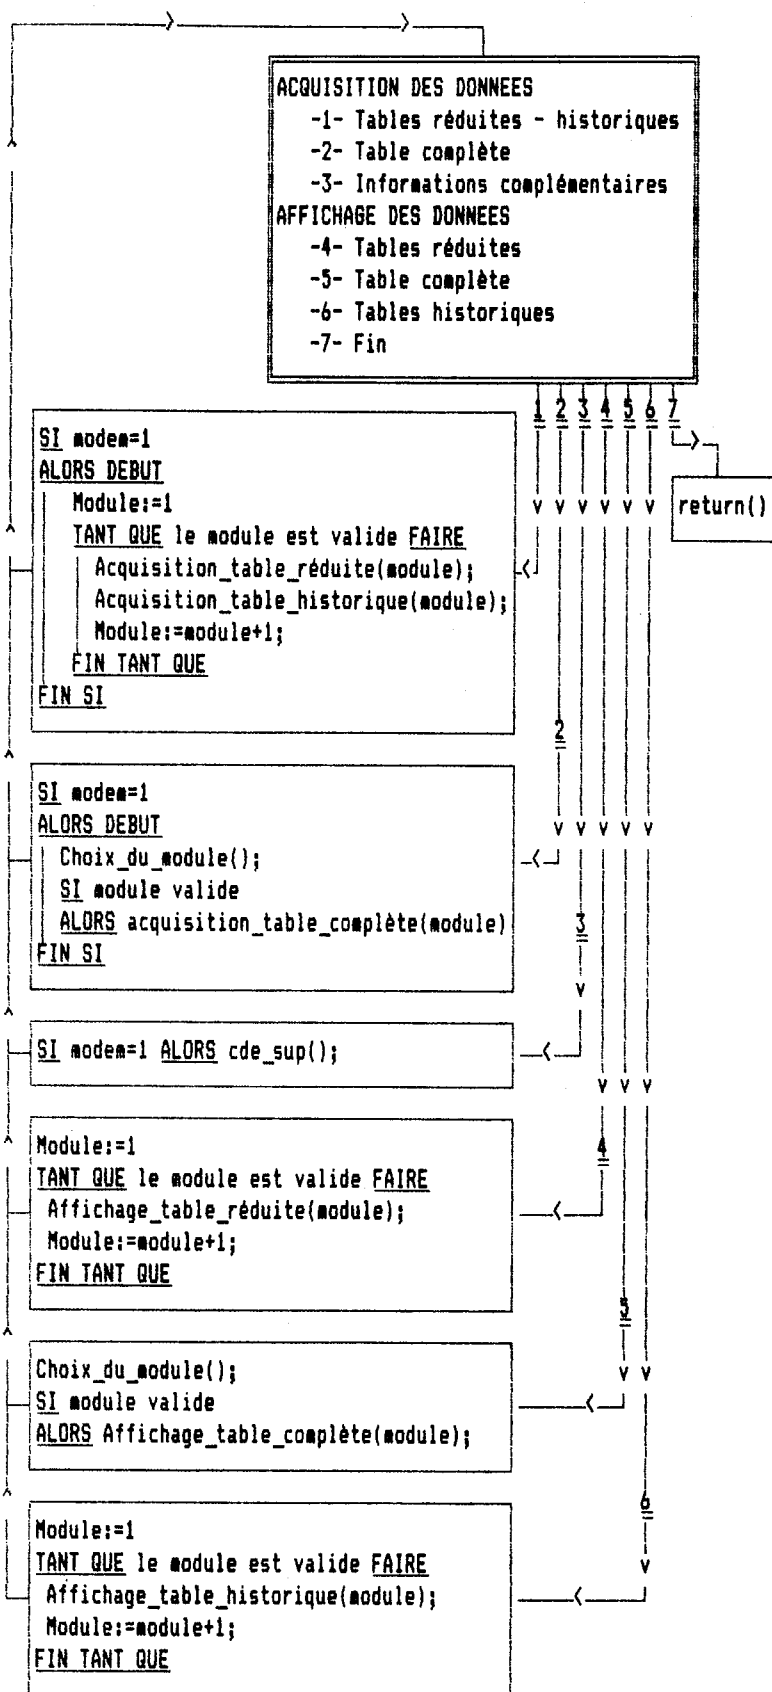 ACQUISITION DES DONNEES
-1- Tables réduites - historiques
-2- Table complète
-3- Informations complémentaires
AFFICHAGE DES DONNEES
-4- Tables réduites
-5- Table complète
-6- Tables historiques
-7- Fin
1 2 3 4 5 6 7
return()
SI modem=1
ALORS DEBUT
Module:=1
TANT QUE le module est valide FAIRE
Acquisition_table_réduite(module);
Acquisition_table_historique(module);
Module:=module+1;
FIN TANT QUE
FIN SI
2
SI modem=1
ALORS DEBUT
Choix_du_module();
SI module valide
ALORS acquisition_table_complète(module)
FIN SI
3
SI modem=1 ALORS cde_sup();
4
Module:=1
TANT QUE le module est valide FAIRE
Affichage_table_réduite(module);
Module:=module+1;
FIN TANT QUE
5
Choix_du_module();
SI module valide
ALORS Affichage_table_complète(module);
6
Module:=1
TANT QUE le module est valide FAIRE
Affichage_table_historique(module);
Module:=module+1;
FIN TANT QUE